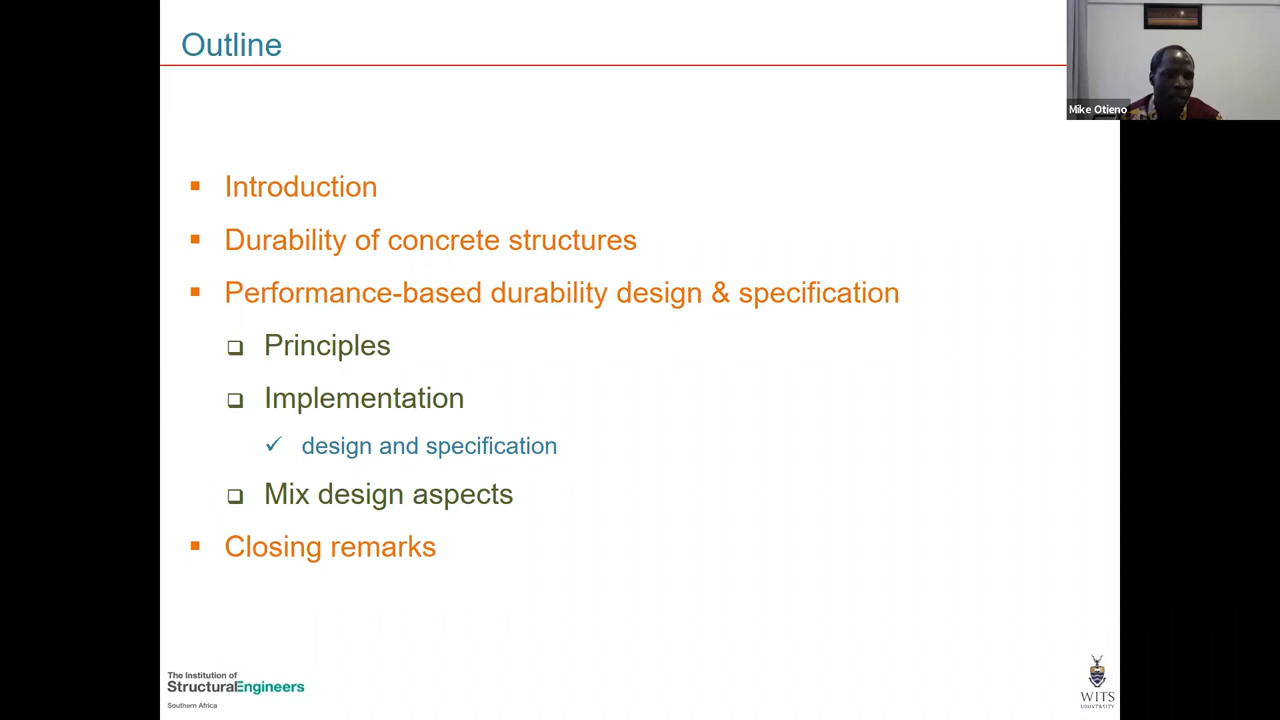 Outline
Mike Otieno
Introduction
Durability of concrete structures
Performance-based durability design & specification
Principles
Implementation
design and specification
Mix design aspects
Closing remarks
The Institution of
StructuralEngineers
Southern Africa
WITS
UNIVERSITY